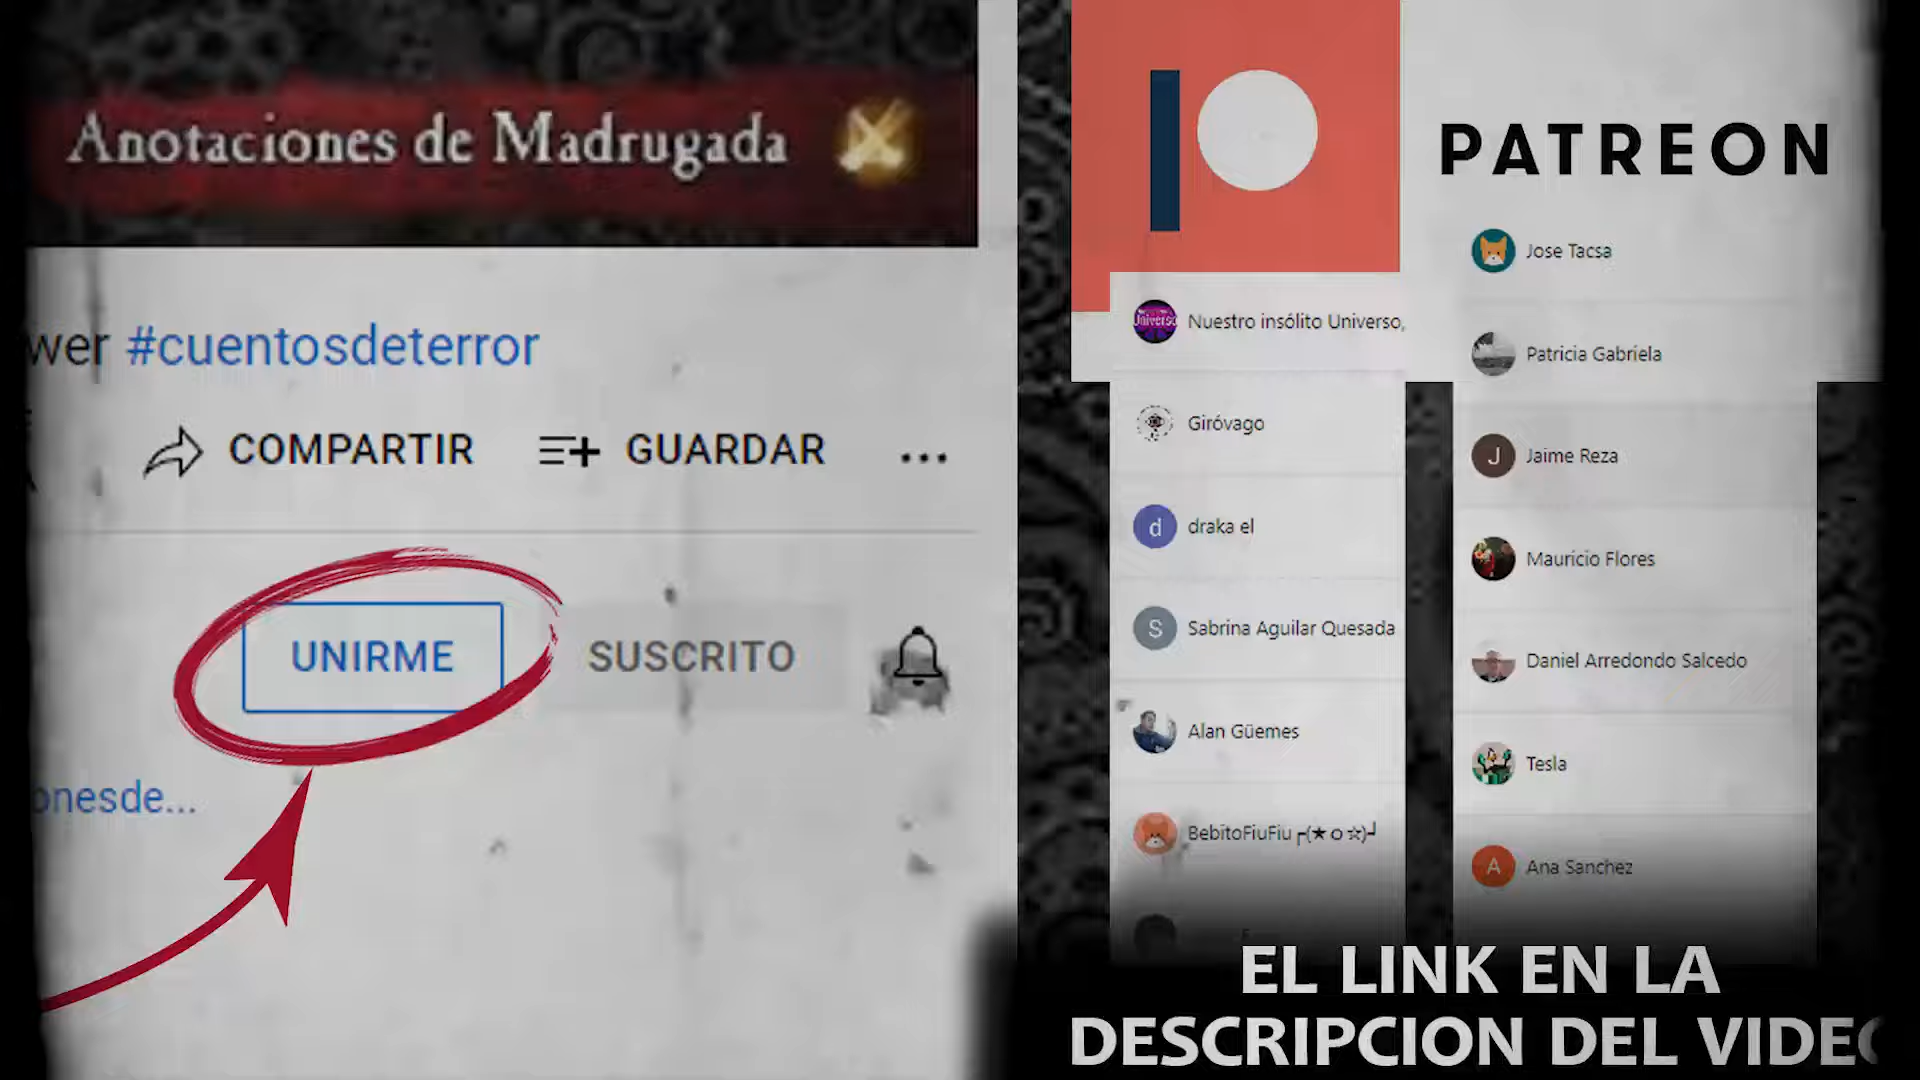 Anotaciones de Madrugada
wer #cuentosdeterror
COMPARTIR GUARDAR ...
UNIRME SUSCRITO
onesde...
PATREON
Universo
Nuestro insólito Universo,
Giróvago
d draka el
S Sabrina Aguilar Quesada
Alan Güemes
BebitoFiuFiu ┌(★ o ☆)┘
Jose Tacsa
Patricia Gabriela
J Jaime Reza
Mauricio Flores
Daniel Arredondo Salcedo
Tesla
A Ana Sanchez
EL LINK EN LA
DESCRIPCION DEL VIDEO